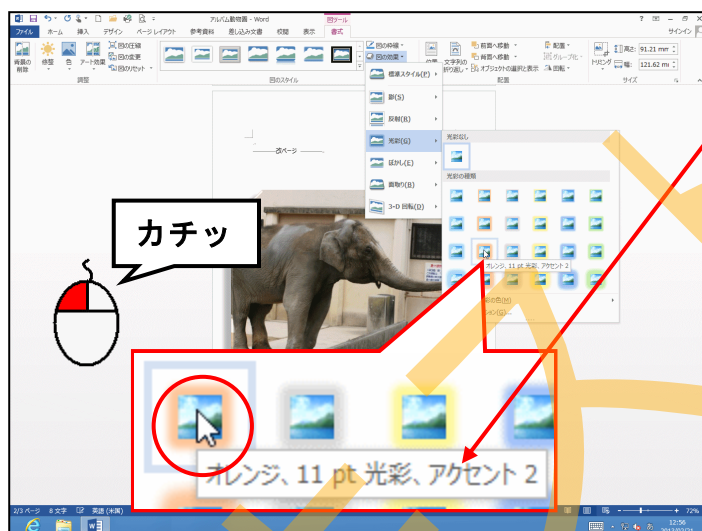 アルバム動物園 - Word
図ツール
ファイル ホーム 挿入 デザイン ページ レイアウト 参考資料 差し込み文書 校閲 表示 書式
サインイン
背景の削除
修整
色
アート効果
図の圧縮
図の変更
図のリセット
調整
図のスタイル
図の枠線
図の効果
文字列の折り返し
前面へ移動
背面へ移動
オブジェクトの選択と表示
配置
グループ化
回転
配置
トリミング
高さ: 91.21 mm
幅: 121.62 mm
サイズ
標準スタイル(P)
影(S)
反射(R)
光彩(G)
ぼかし(E)
面取り(B)
3-D 回転(D)
光彩なし
光彩の種類
オレンジ、11 pt 光彩、アクセント 2
改ページ
カチッ
オレンジ、11 pt 光彩、アクセント 2
2/3 ページ 8 文字 英語 (米国)
72%
12:56